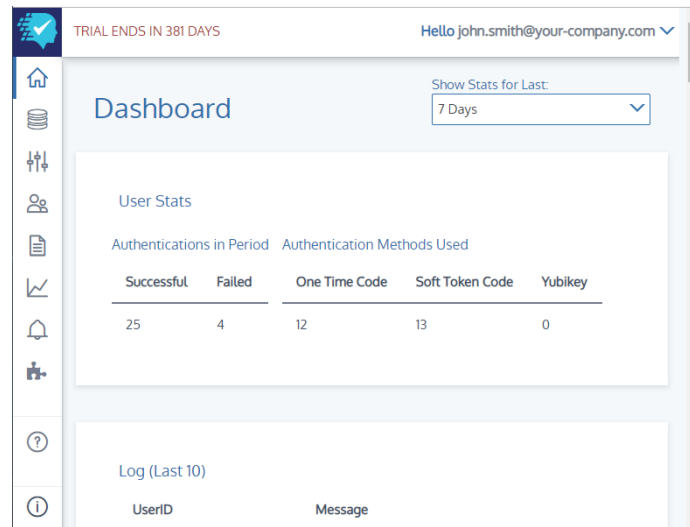 TRIAL ENDS IN 381 DAYS
Hello john.smith@your-company.com
Dashboard
Show Stats for Last:
7 Days
User Stats
Authentications in Period Authentication Methods Used
Successful Failed One Time Code Soft Token Code Yubikey
25 4 12 13 0
Log (Last 10)
UserID Message